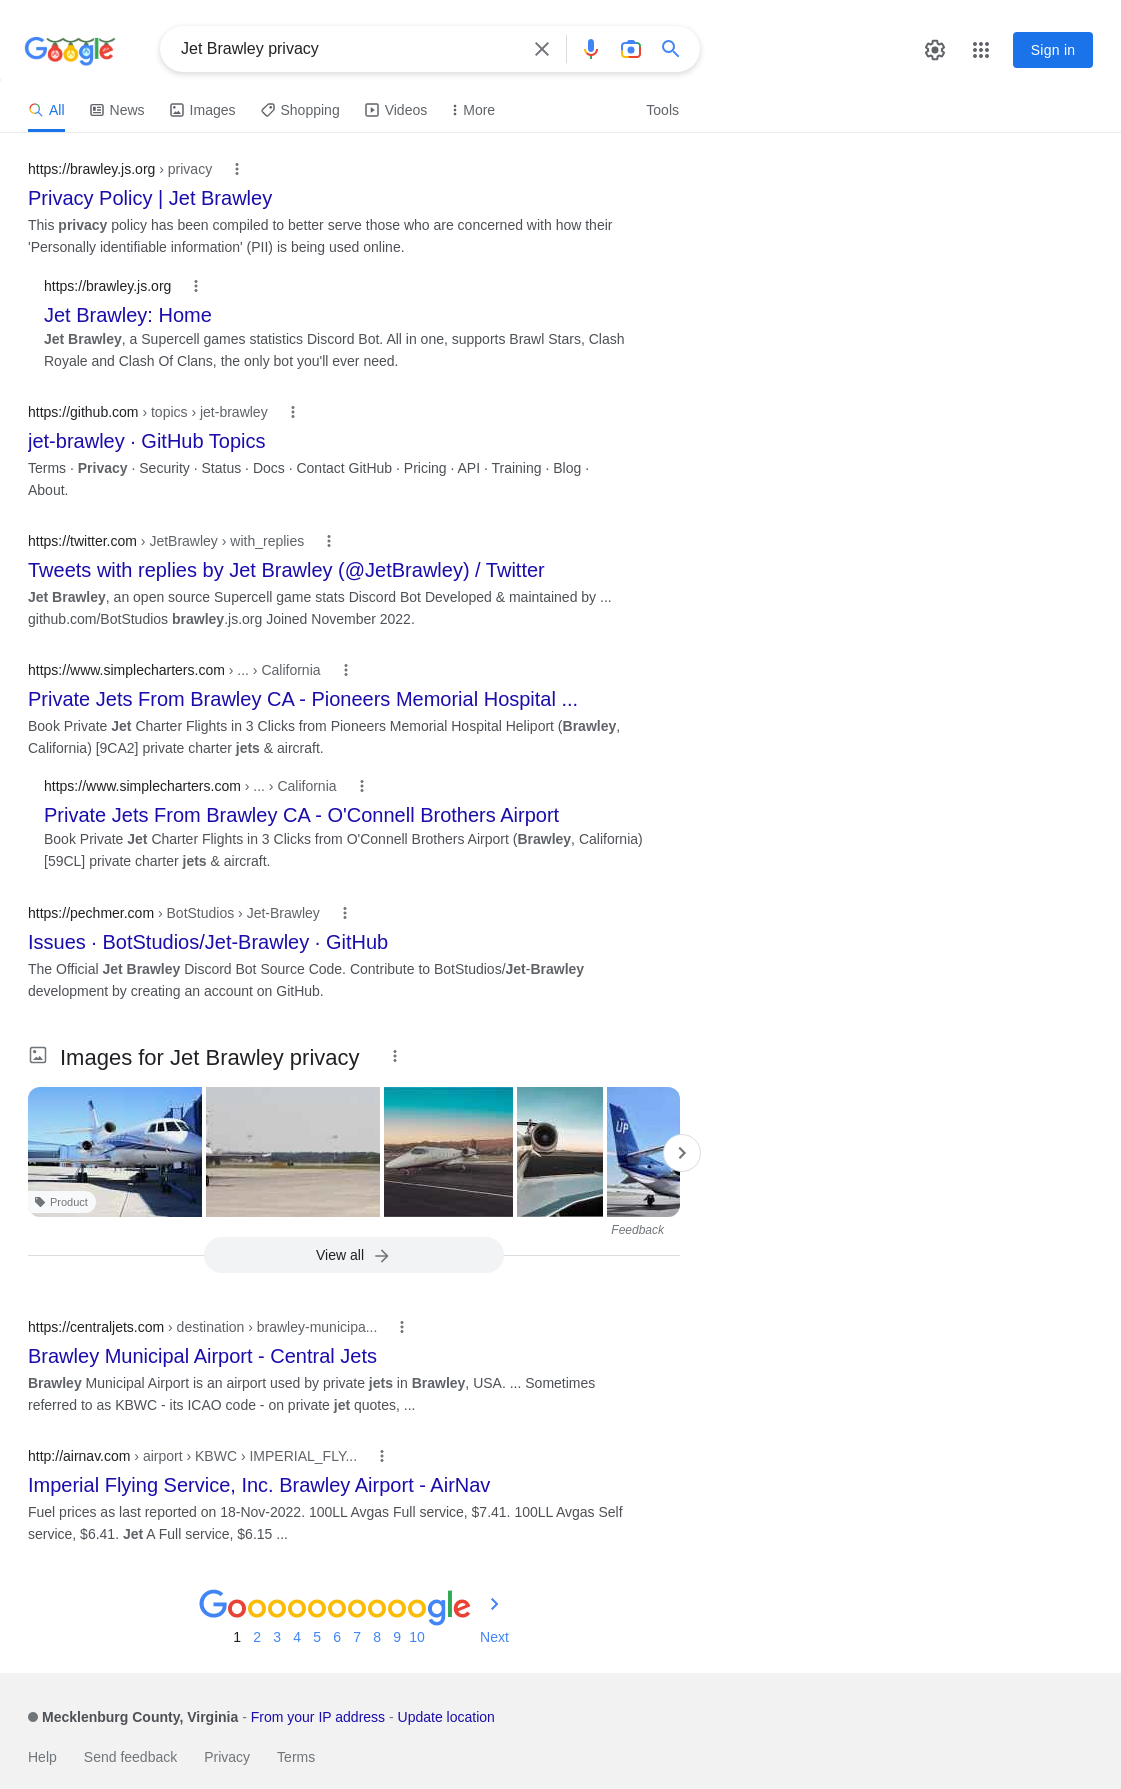 Google
Jet Brawley privacy
Sign in
All
News
Images
Shopping
Videos
More
Tools
https://brawley.js.org › privacy
Privacy Policy | Jet Brawley
This privacy policy has been compiled to better serve those who are concerned with how their
'Personally identifiable information' (PII) is being used online.
https://brawley.js.org
Jet Brawley: Home
Jet Brawley, a Supercell games statistics Discord Bot. All in one, supports Brawl Stars, Clash
Royale and Clash Of Clans, the only bot you'll ever need.
https://github.com › topics › jet-brawley
jet-brawley · GitHub Topics
Terms · Privacy · Security · Status · Docs · Contact GitHub · Pricing · API · Training · Blog ·
About.
https://twitter.com › JetBrawley › with_replies
Tweets with replies by Jet Brawley (@JetBrawley) / Twitter
Jet Brawley, an open source Supercell game stats Discord Bot Developed & maintained by ...
github.com/BotStudios brawley.js.org Joined November 2022.
https://www.simplecharters.com › ... › California
Private Jets From Brawley CA - Pioneers Memorial Hospital ...
Book Private Jet Charter Flights in 3 Clicks from Pioneers Memorial Hospital Heliport (Brawley,
California) [9CA2] private charter jets & aircraft.
https://www.simplecharters.com › ... › California
Private Jets From Brawley CA - O'Connell Brothers Airport
Book Private Jet Charter Flights in 3 Clicks from O'Connell Brothers Airport (Brawley, California)
[59CL] private charter jets & aircraft.
https://pechmer.com › BotStudios › Jet-Brawley
Issues · BotStudios/Jet-Brawley · GitHub
The Official Jet Brawley Discord Bot Source Code. Contribute to BotStudios/Jet-Brawley
development by creating an account on GitHub.
Images for Jet Brawley privacy
UP
Product
Feedback
View all
https://centraljets.com › destination › brawley-municipa...
Brawley Municipal Airport - Central Jets
Brawley Municipal Airport is an airport used by private jets in Brawley, USA. ... Sometimes
referred to as KBWC - its ICAO code - on private jet quotes, ...
http://airnav.com › airport › KBWC › IMPERIAL_FLY...
Imperial Flying Service, Inc. Brawley Airport - AirNav
Fuel prices as last reported on 18-Nov-2022. 100LL Avgas Full service, $7.41. 100LL Avgas Self
service, $6.41. Jet A Full service, $6.15 ...
Goooooooooogle
1 2 3 4 5 6 7 8 9 10 Next
Mecklenburg County, Virginia - From your IP address - Update location
Help Send feedback Privacy Terms